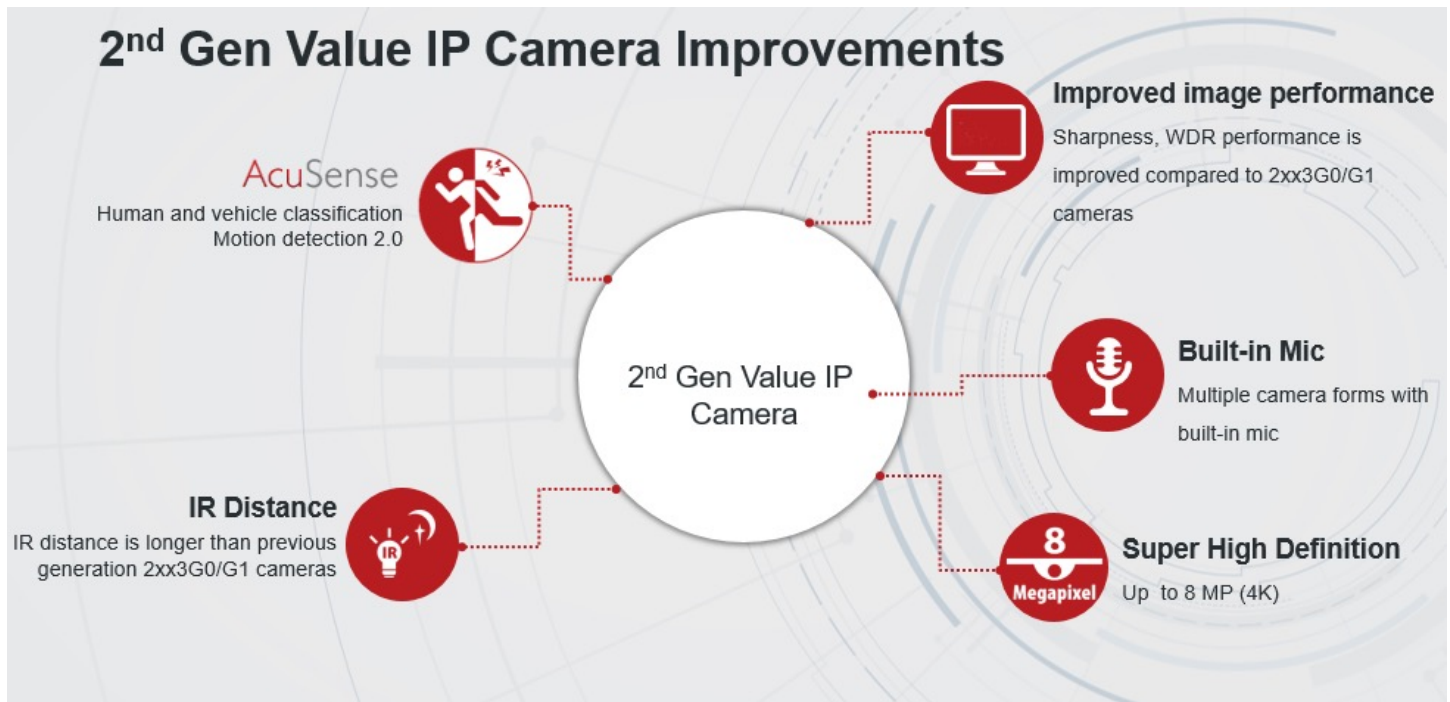 2nd Gen Value IP Camera Improvements
AcuSense
Human and vehicle classification
Motion detection 2.0
IR Distance
IR distance is longer than previous
generation 2xx3G0/G1 cameras
IR
2nd Gen Value IP
Camera
Improved image performance
Sharpness, WDR performance is
improved compared to 2xx3G0/G1
cameras
Built-in Mic
Multiple camera forms with
built-in mic
8
Megapixel
Super High Definition
Up to 8 MP (4K)